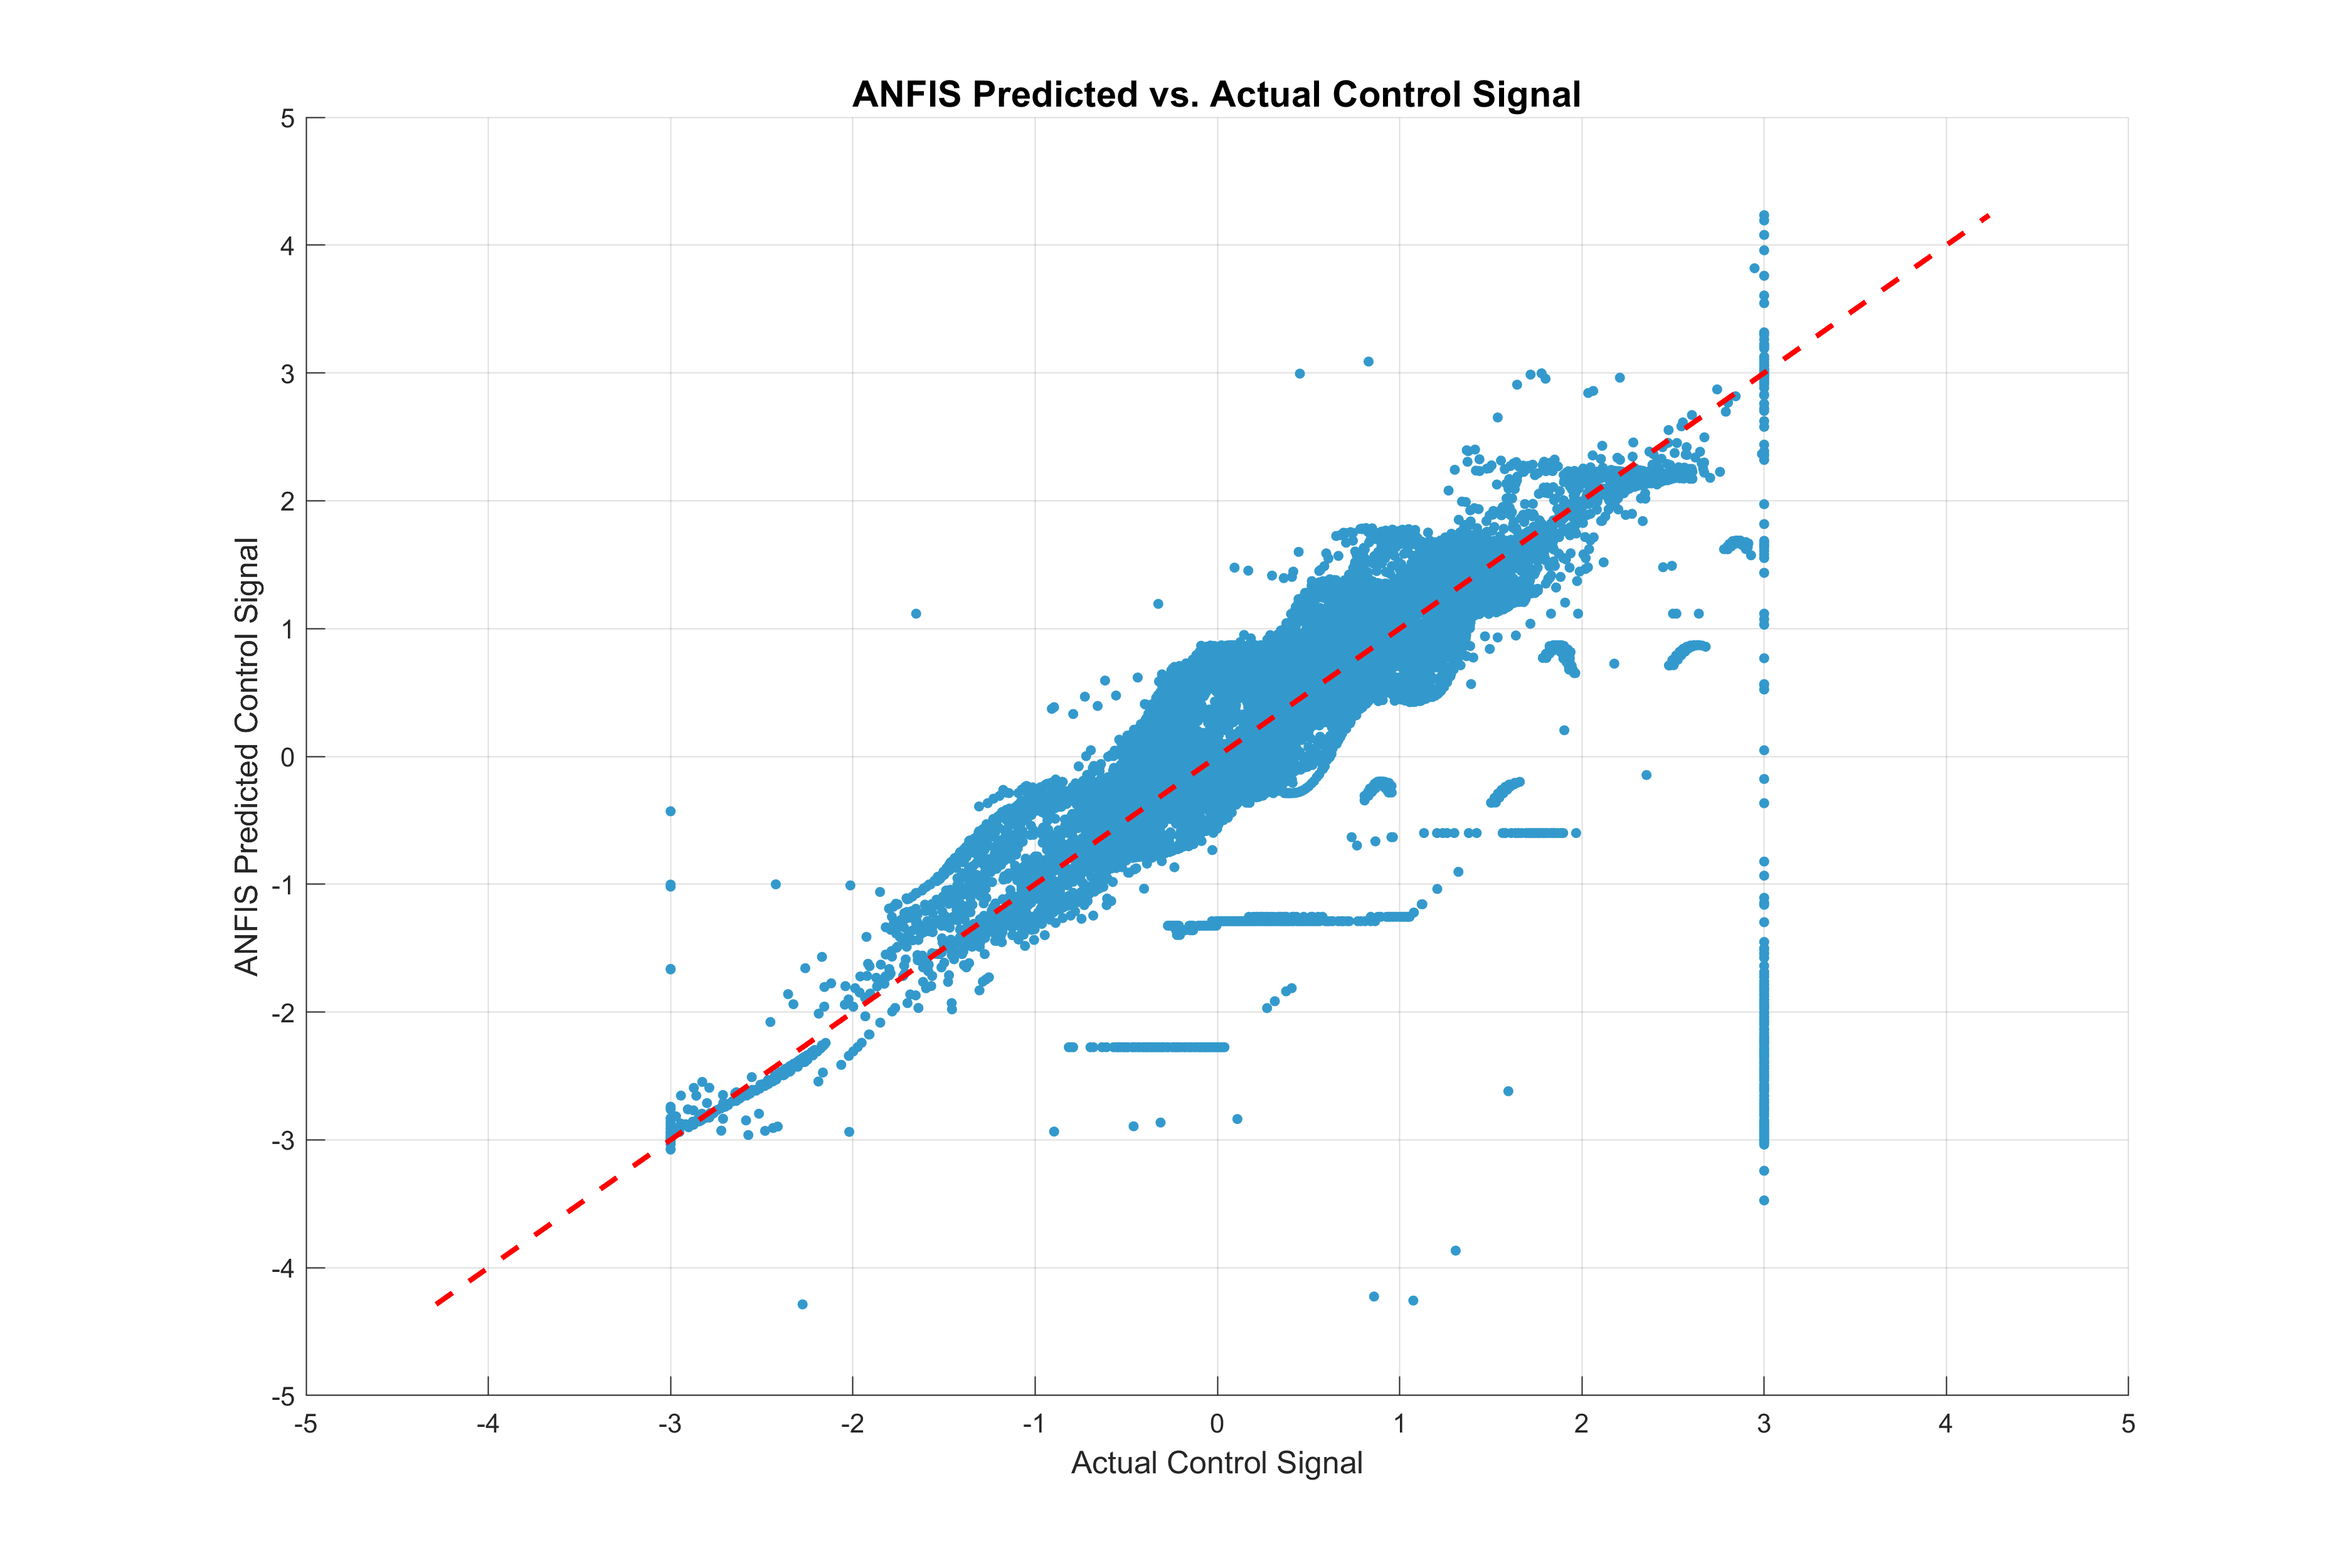 ANFIS Predicted vs. Actual Control Signal
5
4
3
2
1
0
-1
-2
-3
-4
-5
ANFIS Predicted Control Signal
-5 -4 -3 -2 -1 0 1 2 3 4 5
Actual Control Signal